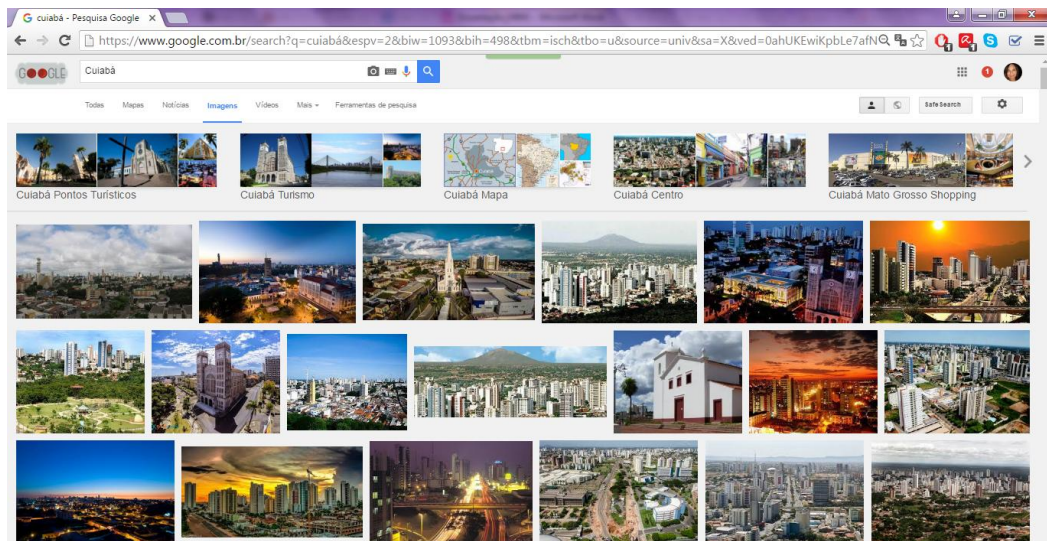 cuiabá - Pesquisa Google
https://www.google.com.br/search?q=cuiabá&espv=2&biw=1093&bih=498&tbm=isch&tbo=u&source=univ&sa=X&ved=0ahUKEwiKpbLe7afN
GOOGLE
Cuiabá
1
Todas Mapas Notícias Imagens Vídeos Mais Ferramentas de pesquisa
SafeSearch
Cuiabá Pontos Turísticos Cuiabá Turismo Cuiabá Mapa Cuiabá Centro Cuiabá Mato Grosso Shopping